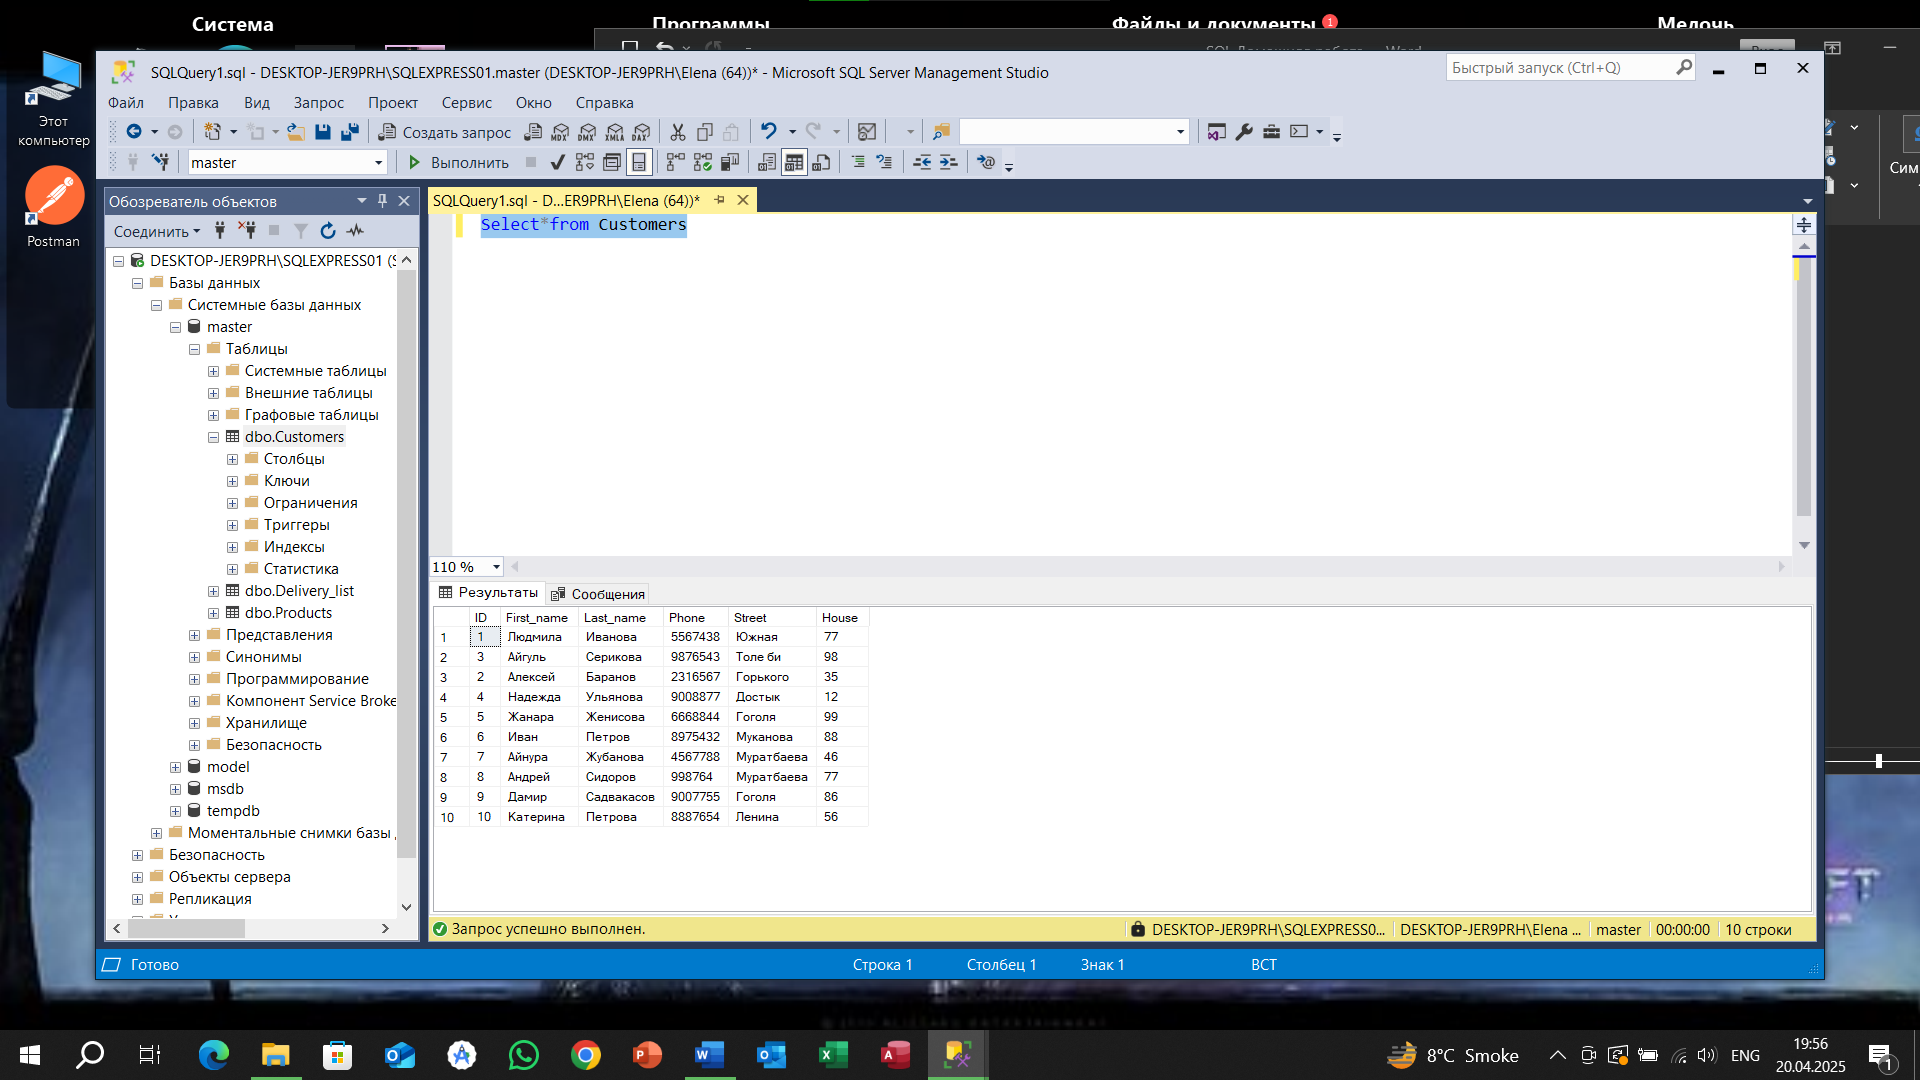 Система
Программы
Файлы и документы 1
Мелочь
Этот
компьютер
Postman
SQLQuery1.sql - DESKTOP-JER9PRH\SQLEXPRESS01.master (DESKTOP-JER9PRH\Elena (64))* - Microsoft SQL Server Management Studio
Быстрый запуск (Ctrl+Q)
Файл Правка Вид Запрос Проект Сервис Окно Справка
Создать запрос MDX DMX XMLA DAX
master Выполнить
Сим
Обозреватель объектов
SQLQuery1.sql - D...ER9PRH\Elena (64))*
Соединить
Select*from Customers
DESKTOP-JER9PRH\SQLEXPRESS01 (S
Базы данных
Системные базы данных
master
Таблицы
Системные таблицы
Внешние таблицы
Графовые таблицы
dbo.Customers
Столбцы
Ключи
Ограничения
Триггеры
Индексы
Статистика
dbo.Delivery_list
dbo.Products
Представления
Синонимы
Программирование
Компонент Service Broke
Хранилище
Безопасность
model
msdb
tempdb
Моментальные снимки базы
Безопасность
Объекты сервера
Репликация
110 %
Результаты Сообщения
ID First_name Last_name Phone Street House
1 1 Людмила Иванова 5567438 Южная 77
2 3 Айгуль Серикова 9876543 Толе би 98
3 2 Алексей Баранов 2316567 Горького 35
4 4 Надежда Ульянова 9008877 Достык 12
5 5 Жанара Женисова 6668844 Гоголя 99
6 6 Иван Петров 8975432 Муканова 88
7 7 Айнура Жубанова 4567788 Муратбаева 46
8 8 Андрей Сидоров 998764 Муратбаева 77
9 9 Дамир Садвакасов 9007755 Гоголя 86
10 10 Катерина Петрова 8887654 Ленина 56
Запрос успешно выполнен. DESKTOP-JER9PRH\SQLEXPRESS0... DESKTOP-JER9PRH\Elena ... master 00:00:00 10 строки
Готово Строка 1 Столбец 1 Знак 1 ВСТ
8°C Smoke ENG
19:56
20.04.2025
1